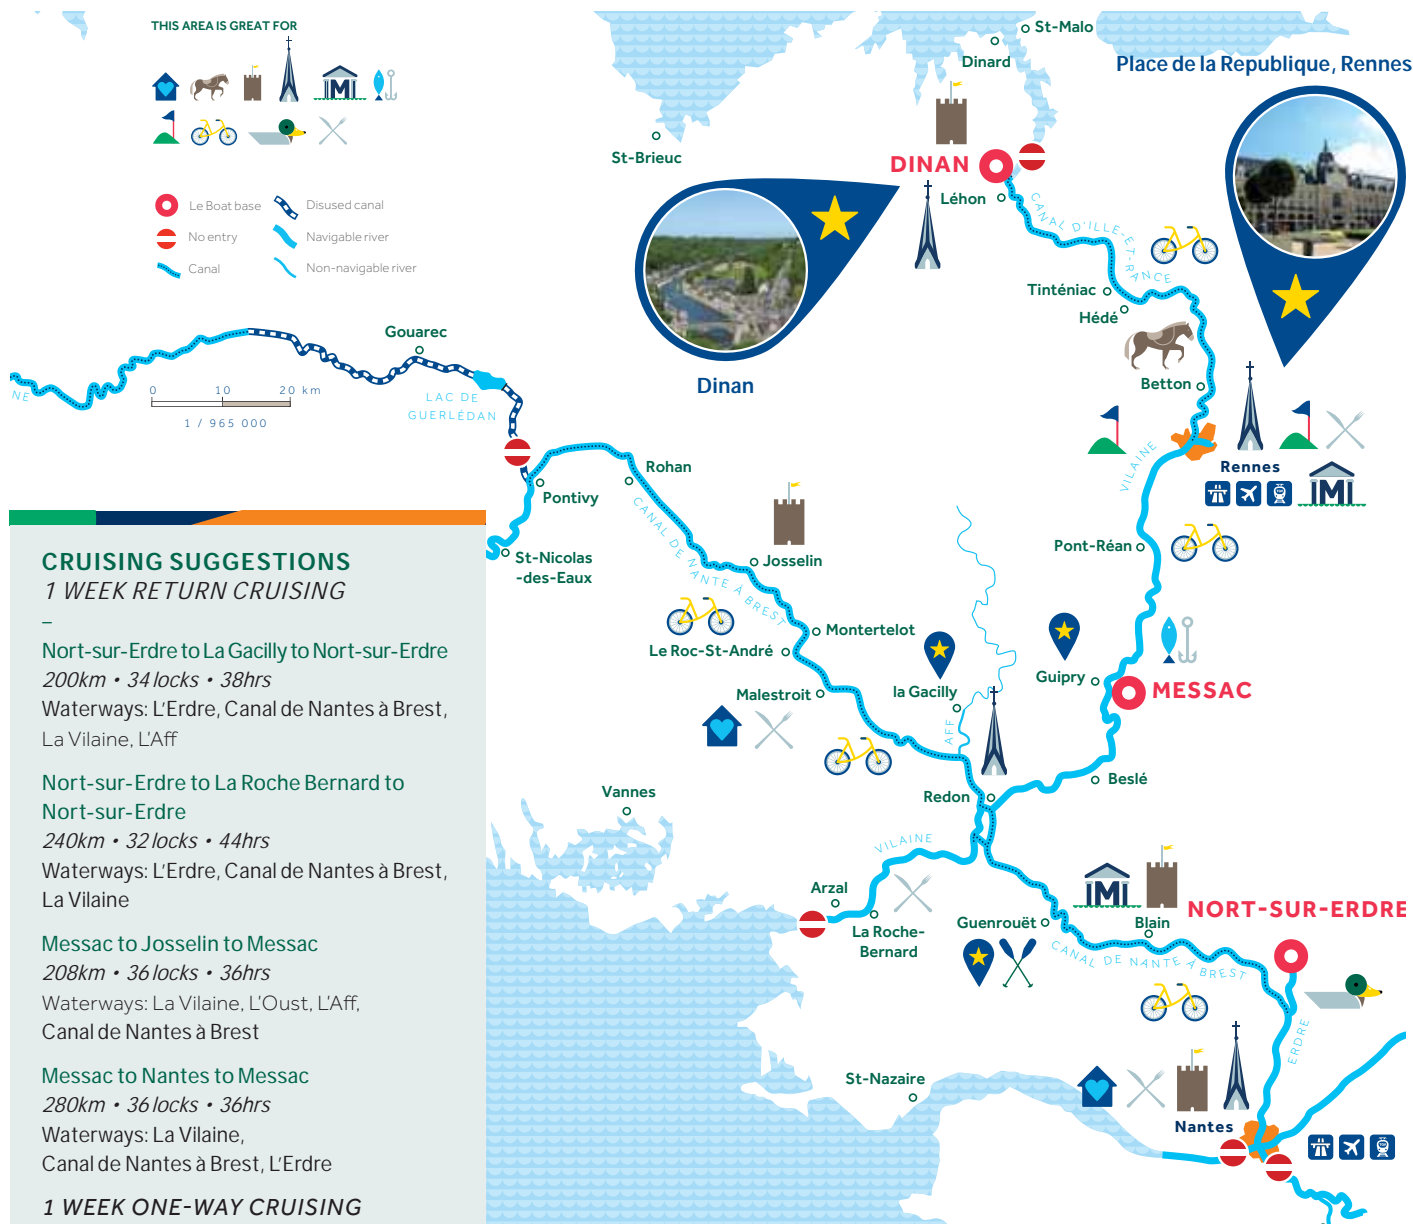 THIS AREA IS GREAT FOR
Le Boat base
Disused canal
No entry
Navigable river
Canal
Non-navigable river
St-Malo
Dinard
Place de la Republique, Rennes
St-Brieuc
DINAN
Léhon
CANAL D'ILLE-ET-RANCE
Tinténiac
Hédé
Dinan
Betton
Gouarec
NE
0 10 20 km
1 / 965 000
LAC DE
GUERLÉDAN
VILAINE
Rennes
Rohan
Pontivy
CANAL DE NANTE À BREST
St-Nicolas
-des-Eaux
Josselin
Pont-Réan
Montertelot
Le Roc-St-André
Malestroit
la Gacilly
Guipry
MESSAC
AFF
Beslé
Redon
Vannes
VILAINE
Arzal
La Roche-
Bernard
Guenrouët
Blain
NORT-SUR-ERDRE
CANAL DE NANTE À BREST
ERDRE
St-Nazaire
Nantes
CRUISING SUGGESTIONS
1 WEEK RETURN CRUISING
–
Nort-sur-Erdre to La Gacilly to Nort-sur-Erdre
200km • 34 locks • 38hrs
Waterways: L'Erdre, Canal de Nantes à Brest,
La Vilaine, L'Aff
Nort-sur-Erdre to La Roche Bernard to
Nort-sur-Erdre
240km • 32 locks • 44hrs
Waterways: L'Erdre, Canal de Nantes à Brest,
La Vilaine
Messac to Josselin to Messac
208km • 36 locks • 36hrs
Waterways: La Vilaine, L'Oust, L'Aff,
Canal de Nantes à Brest
Messac to Nantes to Messac
280km • 36 locks • 36hrs
Waterways: La Vilaine,
Canal de Nantes à Brest, L'Erdre
1 WEEK ONE-WAY CRUISING